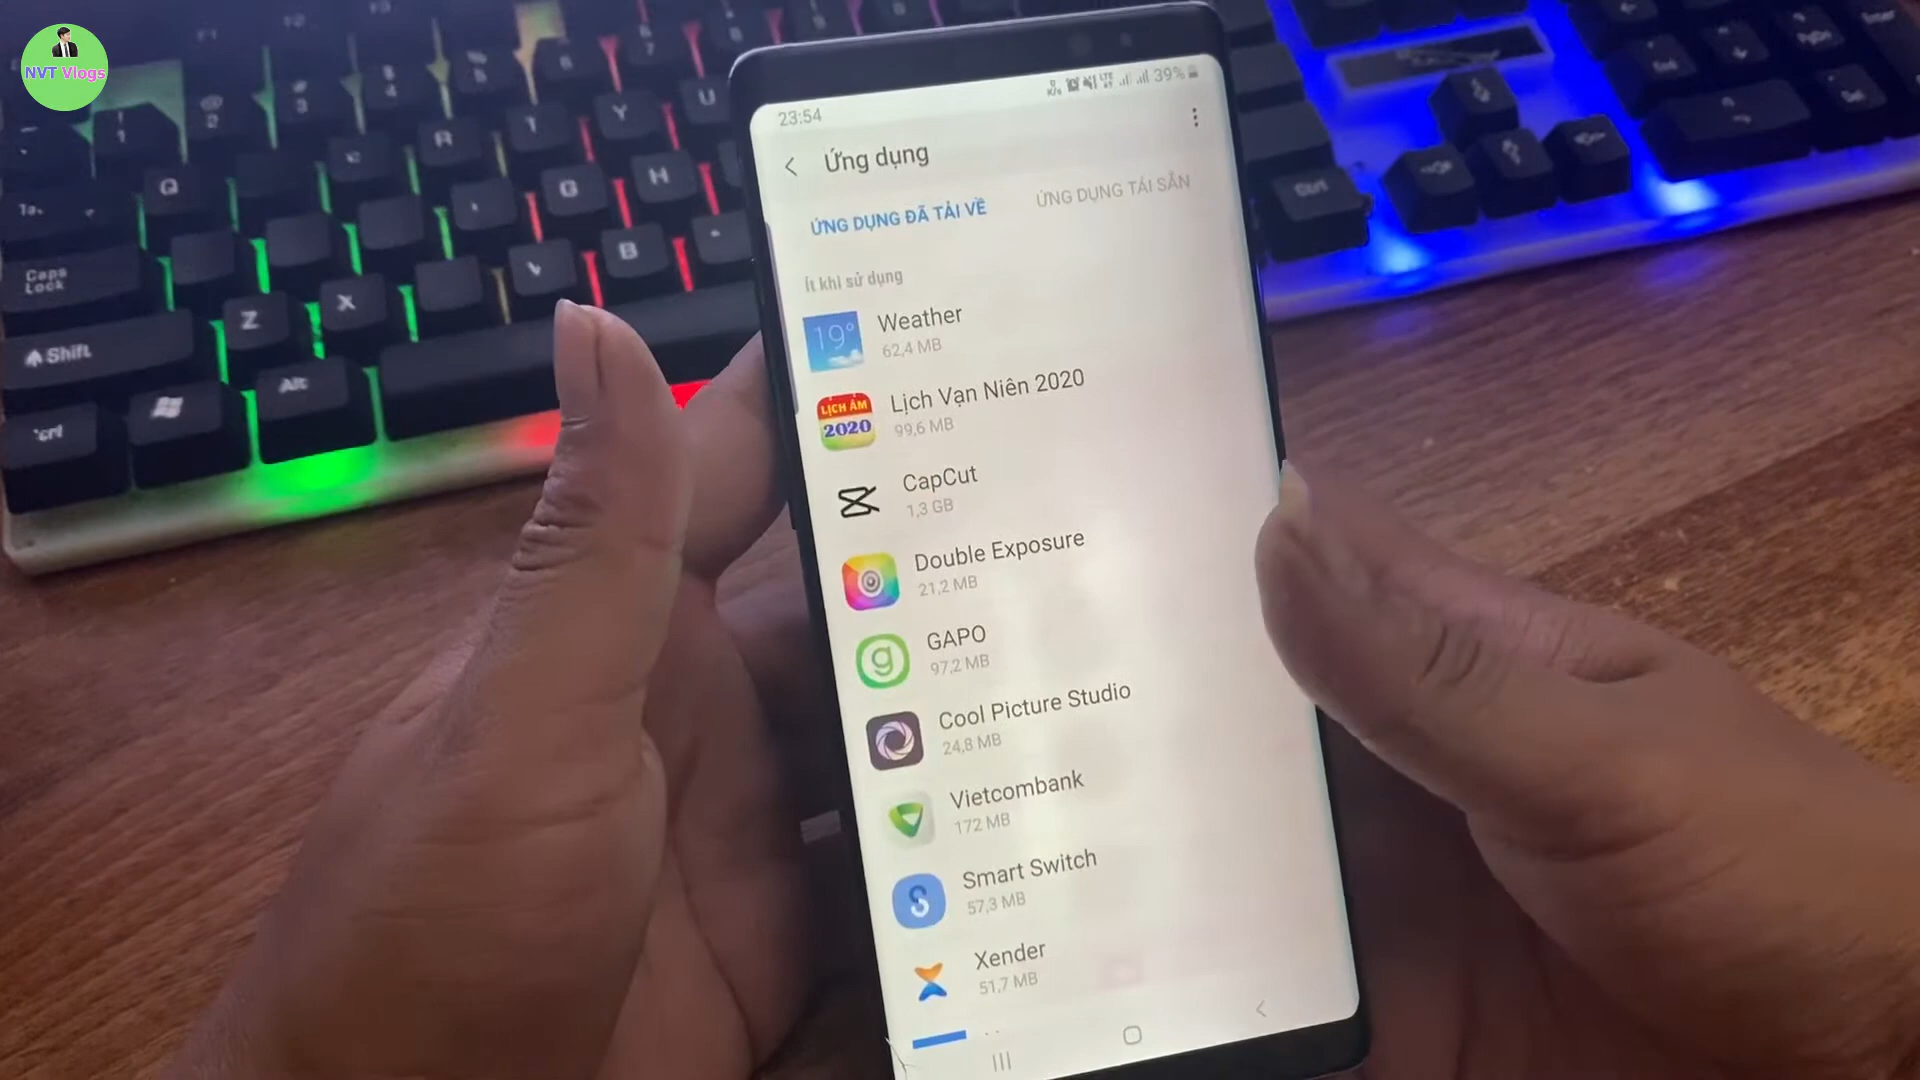 NVT Vlogs
23:54
39%
Ứng dụng
ỨNG DỤNG ĐÃ TẢI VỀ
ỨNG DỤNG TẢI SẴN
Ít khi sử dụng
19°
Weather
62,4 MB
LỊCH ÂM
2020
Lịch Vạn Niên 2020
99,6 MB
CapCut
1,3 GB
Double Exposure
21,2 MB
g
GAPO
97,2 MB
Cool Picture Studio
24,8 MB
Vietcombank
172 MB
S
Smart Switch
57,3 MB
Xender
51,7 MB
Q
R
T
Y
U
G
H
Caps
Lock
Z
X
V
B
Shift
Alt
Ctrl